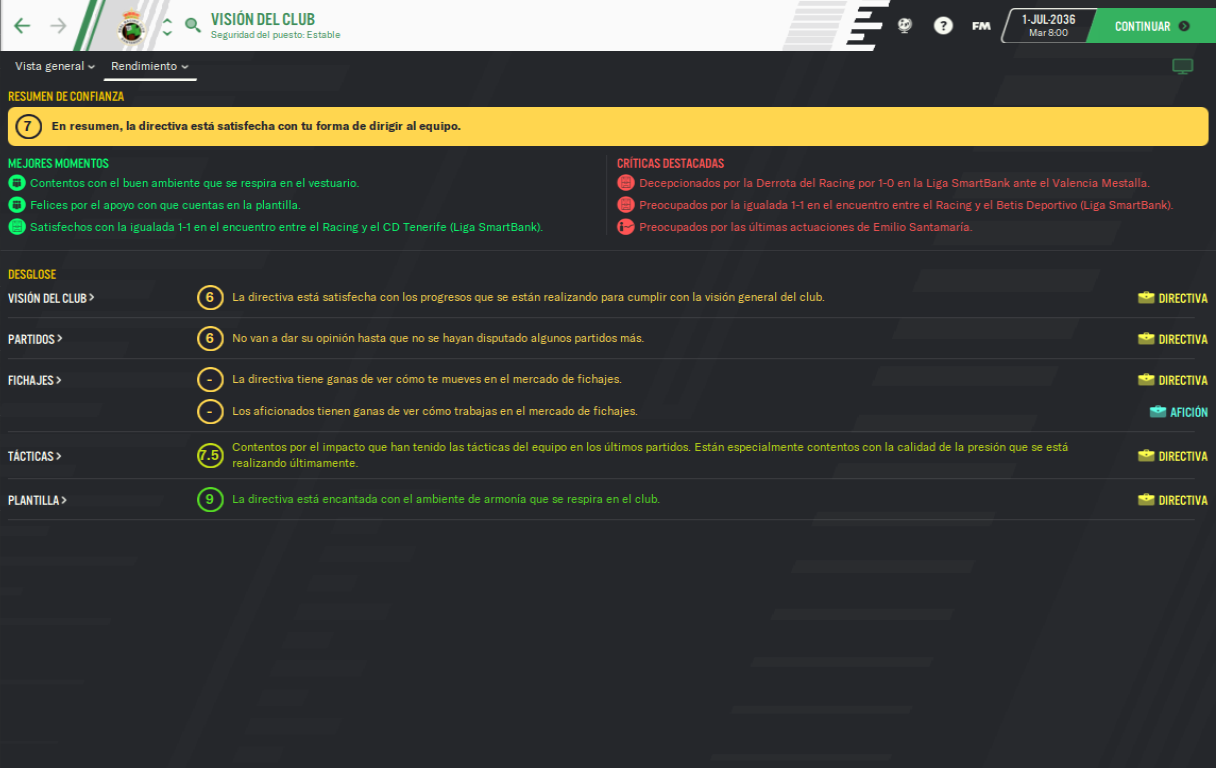 VISIÓN DEL CLUB
Seguridad del puesto: Estable
?
FM
1-JUL-2036
Mar 8:00
CONTINUAR
Vista general
Rendimiento
RESUMEN DE CONFIANZA
7 En resumen, la directiva está satisfecha con tu forma de dirigir al equipo.
MEJORES MOMENTOS
Contentos con el buen ambiente que se respira en el vestuario.
Felices por el apoyo con que cuentas en la plantilla.
Satisfechos con la igualada 1-1 en el encuentro entre el Racing y el CD Tenerife (Liga SmartBank).
CRÍTICAS DESTACADAS
Decepcionados por la Derrota del Racing por 1-0 en la Liga SmartBank ante el Valencia Mestalla.
Preocupados por la igualada 1-1 en el encuentro entre el Racing y el Betis Deportivo (Liga SmartBank).
Preocupados por las últimas actuaciones de Emilio Santamaría.
DESGLOSE
VISIÓN DEL CLUB > 6 La directiva está satisfecha con los progresos que se están realizando para cumplir con la visión general del club. DIRECTIVA
PARTIDOS > 6 No van a dar su opinión hasta que no se hayan disputado algunos partidos más. DIRECTIVA
FICHAJES > - La directiva tiene ganas de ver cómo te mueves en el mercado de fichajes. DIRECTIVA
- Los aficionados tienen ganas de ver cómo trabajas en el mercado de fichajes. AFICIÓN
TÁCTICAS > 7.5 Contentos por el impacto que han tenido las tácticas del equipo en los últimos partidos. Están especialmente contentos con la calidad de la presión que se está
realizando últimamente. DIRECTIVA
PLANTILLA > 9 La directiva está encantada con el ambiente de armonía que se respira en el club. DIRECTIVA